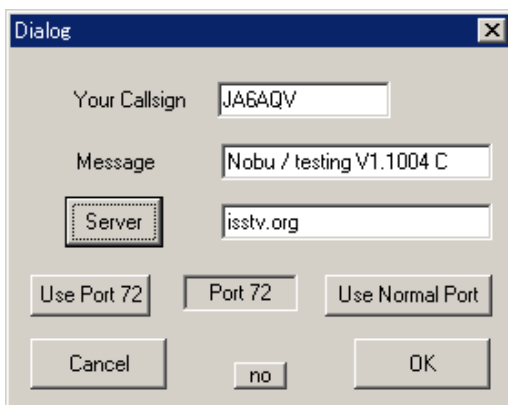 Dialog
Your Callsign JA6AQV
Message Nobu / testing V1.1004 C
Server isstv.org
Use Port 72 Port 72 Use Normal Port
Cancel no OK